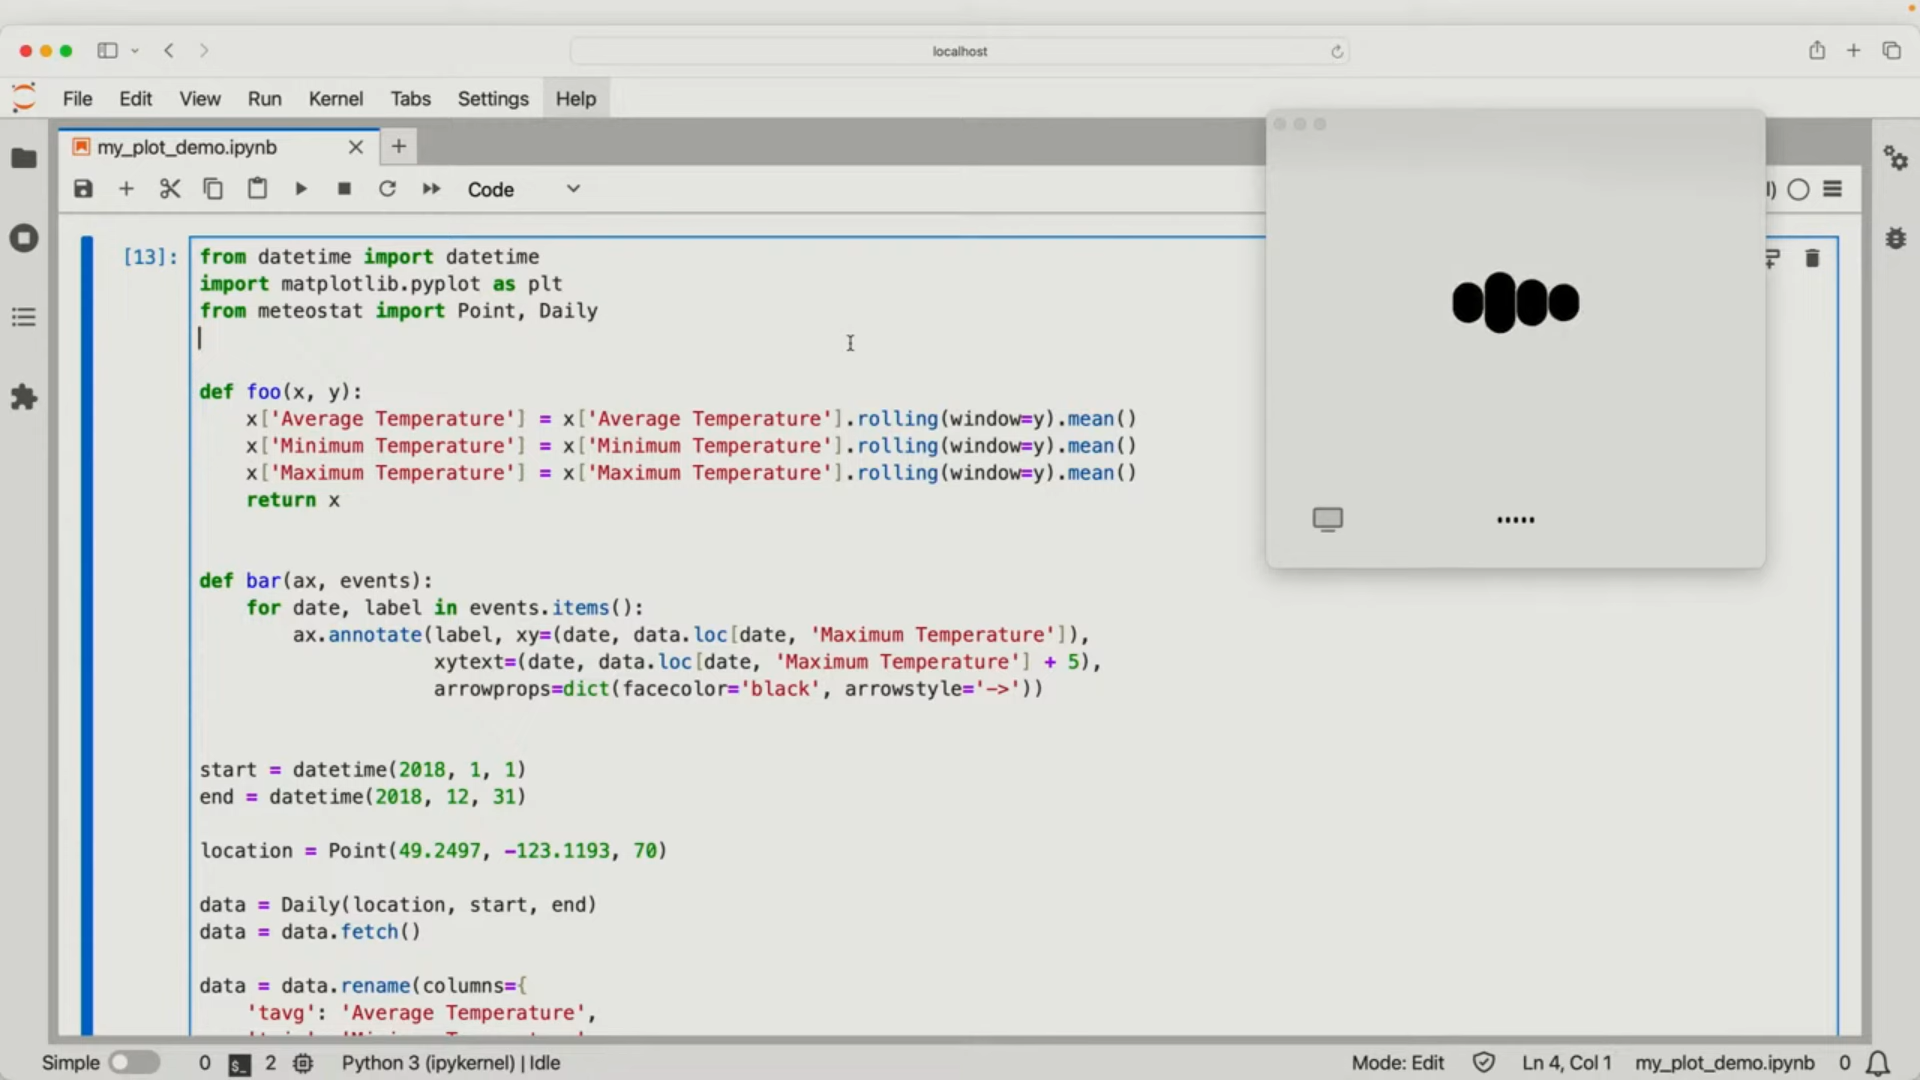 localhost
File Edit View Run Kernel Tabs Settings Help
my_plot_demo.ipynb
Code
[13]:
from datetime import datetime
import matplotlib.pyplot as plt
from meteostat import Point, Daily
def foo(x, y):
x['Average Temperature'] = x['Average Temperature'].rolling(window=y).mean()
x['Minimum Temperature'] = x['Minimum Temperature'].rolling(window=y).mean()
x['Maximum Temperature'] = x['Maximum Temperature'].rolling(window=y).mean()
return x
def bar(ax, events):
for date, label in events.items():
ax.annotate(label, xy=(date, data.loc[date, 'Maximum Temperature']),
xytext=(date, data.loc[date, 'Maximum Temperature'] + 5),
arrowprops=dict(facecolor='black', arrowstyle='->'))
start = datetime(2018, 1, 1)
end = datetime(2018, 12, 31)
location = Point(49.2497, -123.1193, 70)
data = Daily(location, start, end)
data = data.fetch()
data = data.rename(columns={
'tavg': 'Average Temperature',
Simple 0 2 Python 3 (ipykernel) | Idle Mode: Edit Ln 4, Col 1 my_plot_demo.ipynb 0